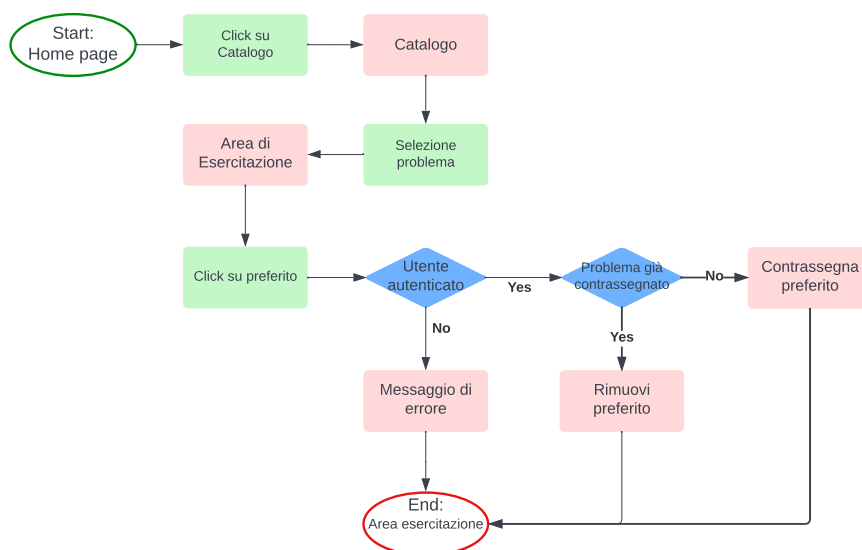 Start:
Home page
Click su
Catalogo
Catalogo
Area di
Esercitazione
Selezione
problema
Click su preferito
Utente
autenticato
Yes
Problema già
contrassegnato
No
Contrassegna
preferito
No
Yes
Messaggio di
errore
Rimuovi
preferito
End:
Area esercitazione